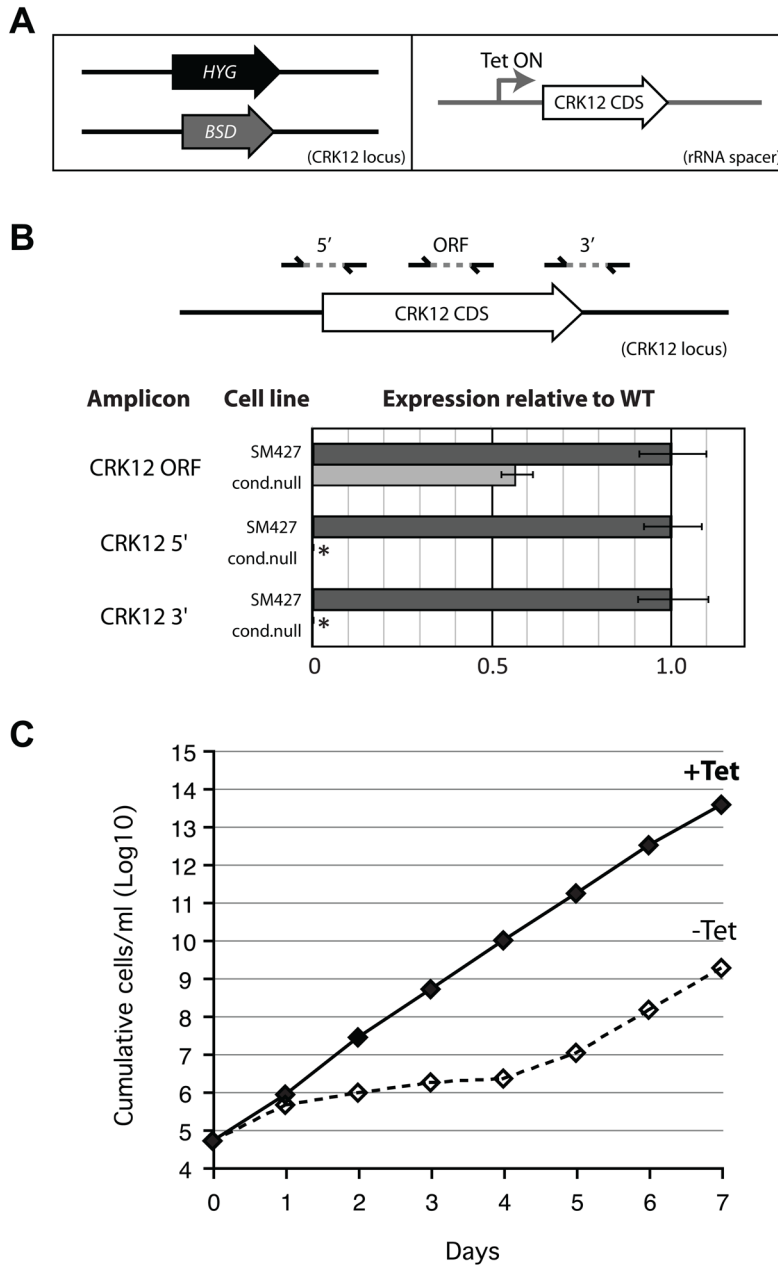 A
HYG
BSD
(CRK12 locus)
Tet ON
CRK12 CDS
(rRNA spacer)
B
5′ ORF 3′
CRK12 CDS
(CRK12 locus)
Amplicon Cell line Expression relative to WT
CRK12 ORF
SM427
cond.null
CRK12 5'
SM427
cond.null
*
CRK12 3'
SM427
cond.null
*
0 0.5 1.0
C
Cumulative cells/ml (Log10)
15
14
13
12
11
10
9
8
7
6
5
4
+Tet
-Tet
0 1 2 3 4 5 6 7
Days